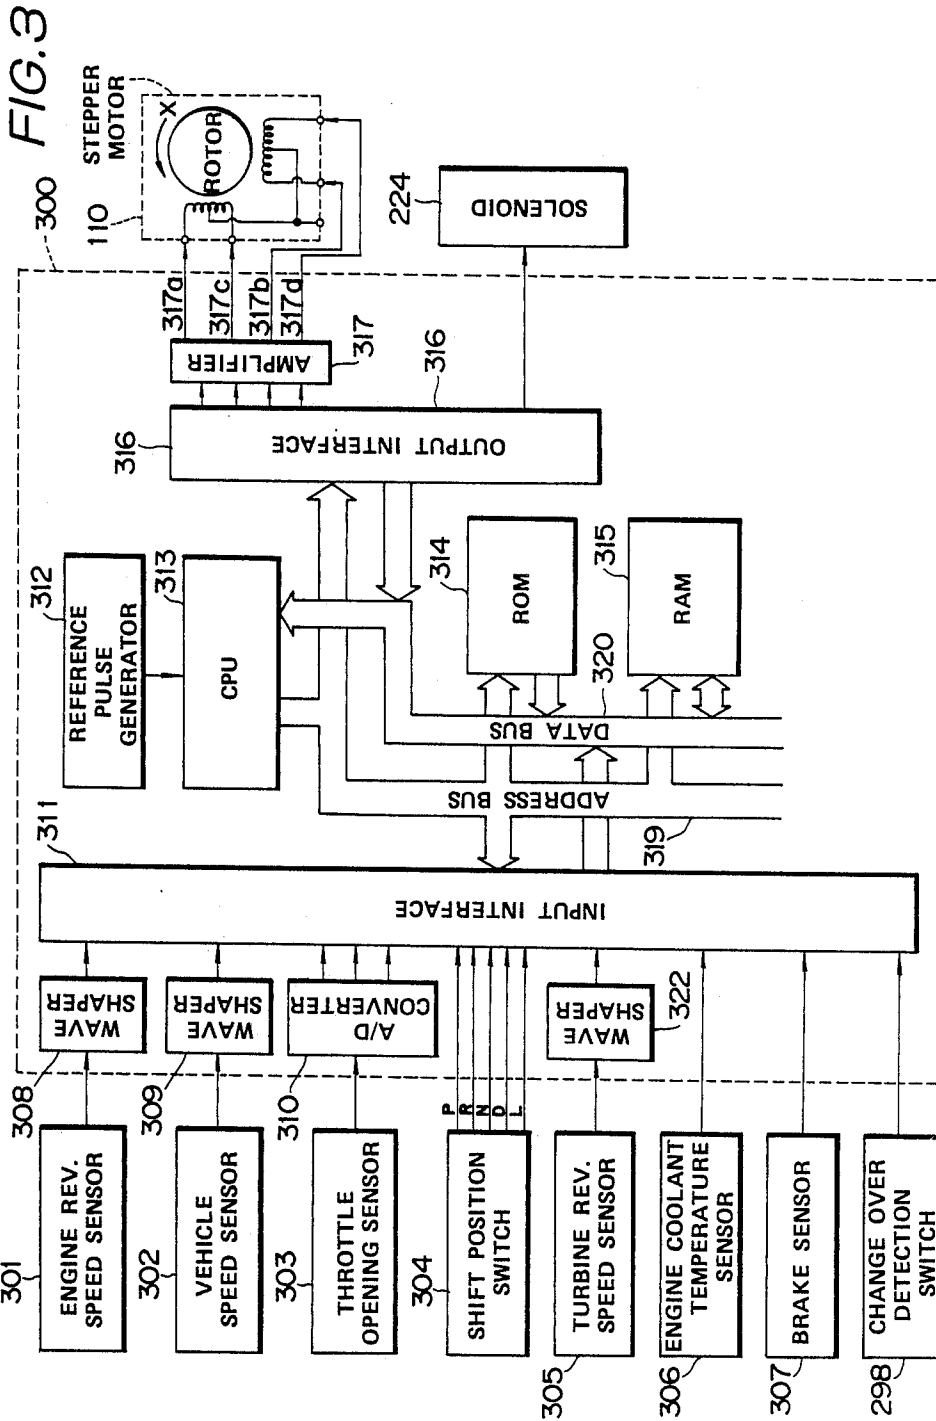 FIG.3
300
STEPPER
MOTOR
110
X
ROTOR
317a
317c
317b
317d
AMPLIFIER
317
224
SOLENOID
316
OUTPUT INTERFACE
316
312
REFERENCE
PULSE
GENERATOR
313
CPU
314
ROM
315
RAM
320
DATA BUS
ADDRESS BUS
319
311
INPUT INTERFACE
308
WAVE
SHAPER
309
WAVE
SHAPER
310
A/D
CONVERTER
P
R
N
D
L
WAVE
SHAPER
322
301
ENGINE REV.
SPEED SENSOR
302
VEHICLE
SPEED SENSOR
303
THROTTLE
OPENING SENSOR
304
SHIFT POSITION
SWITCH
305
TURBINE REV.
SPEED SENSOR
306
ENGINE COOLANT
TEMPERATURE
SENSOR
307
BRAKE SENSOR
298
CHANGE OVER
DETECTION
SWITCH